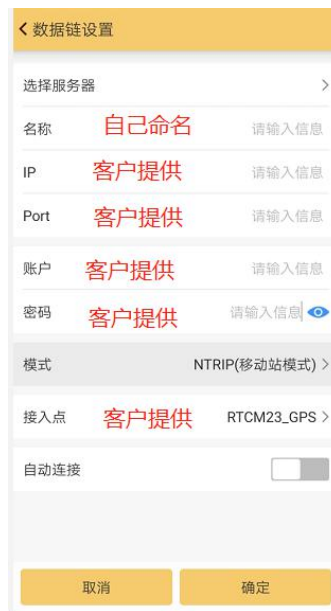 数据链设置
选择服务器
名称 自己命名 请输入信息
IP 客户提供 请输入信息
Port 客户提供 请输入信息
账户 客户提供 请输入信息
密码 客户提供 请输入信息
模式 NTRIP(移动站模式)
接入点 客户提供 RTCM23_GPS
自动连接
取消 确定